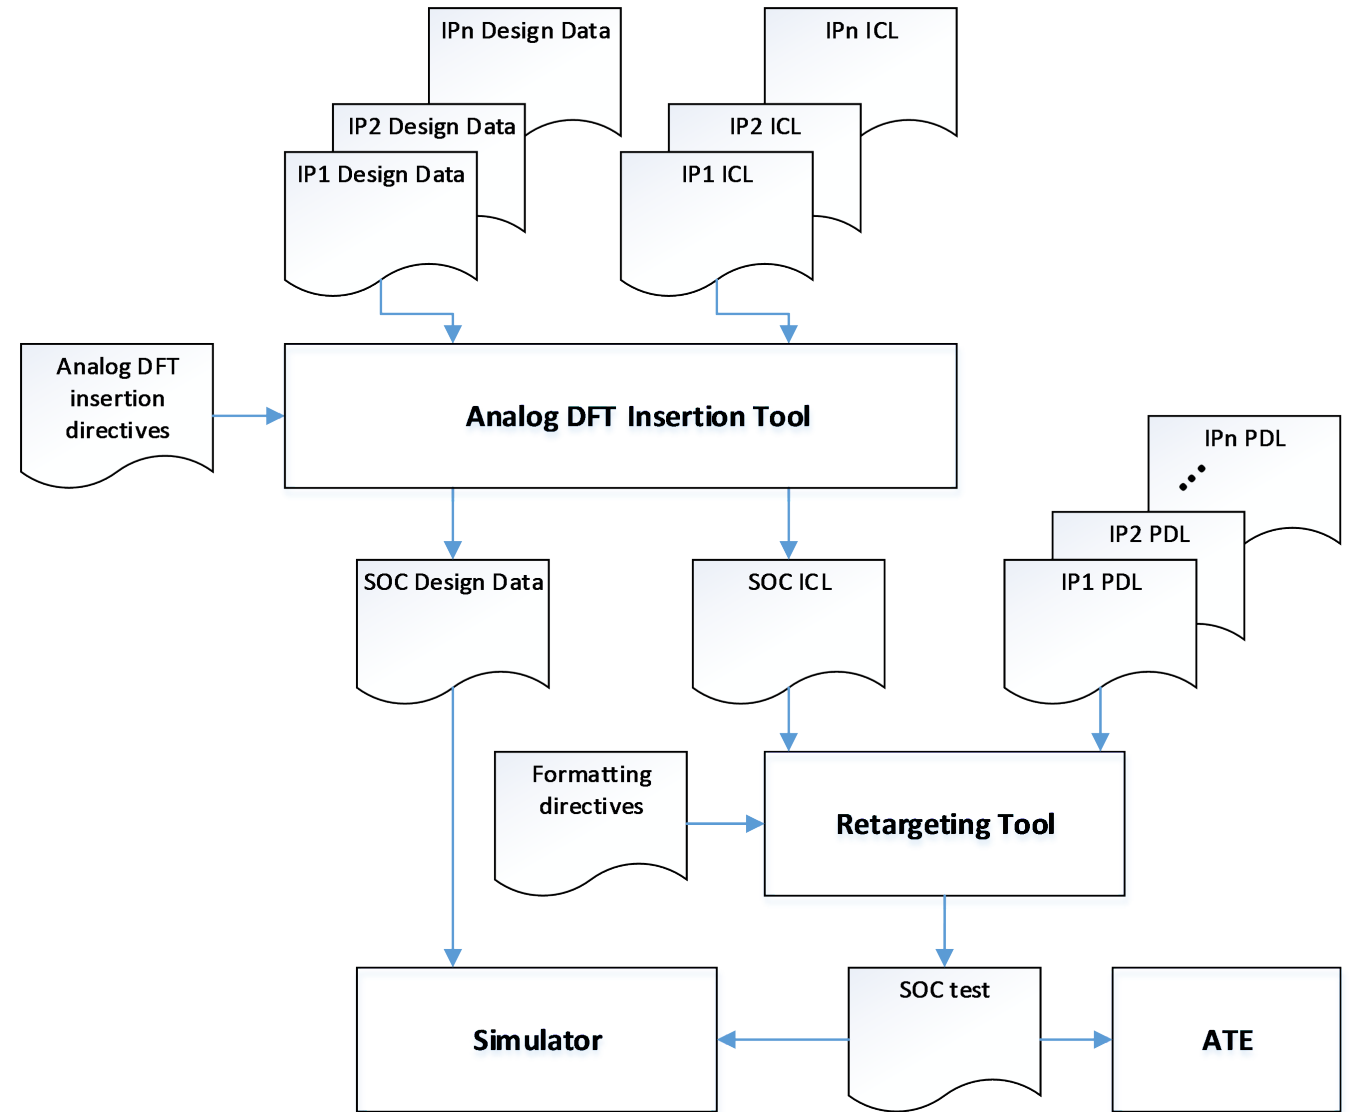 IPn Design Data
IPn ICL
IP2 Design Data
IP2 ICL
IP1 Design Data
IP1 ICL
Analog DFT
insertion
directives
Analog DFT Insertion Tool
IPn PDL
IP2 PDL
SOC Design Data
SOC ICL
IP1 PDL
Formatting
directives
Retargeting Tool
SOC test
Simulator
ATE